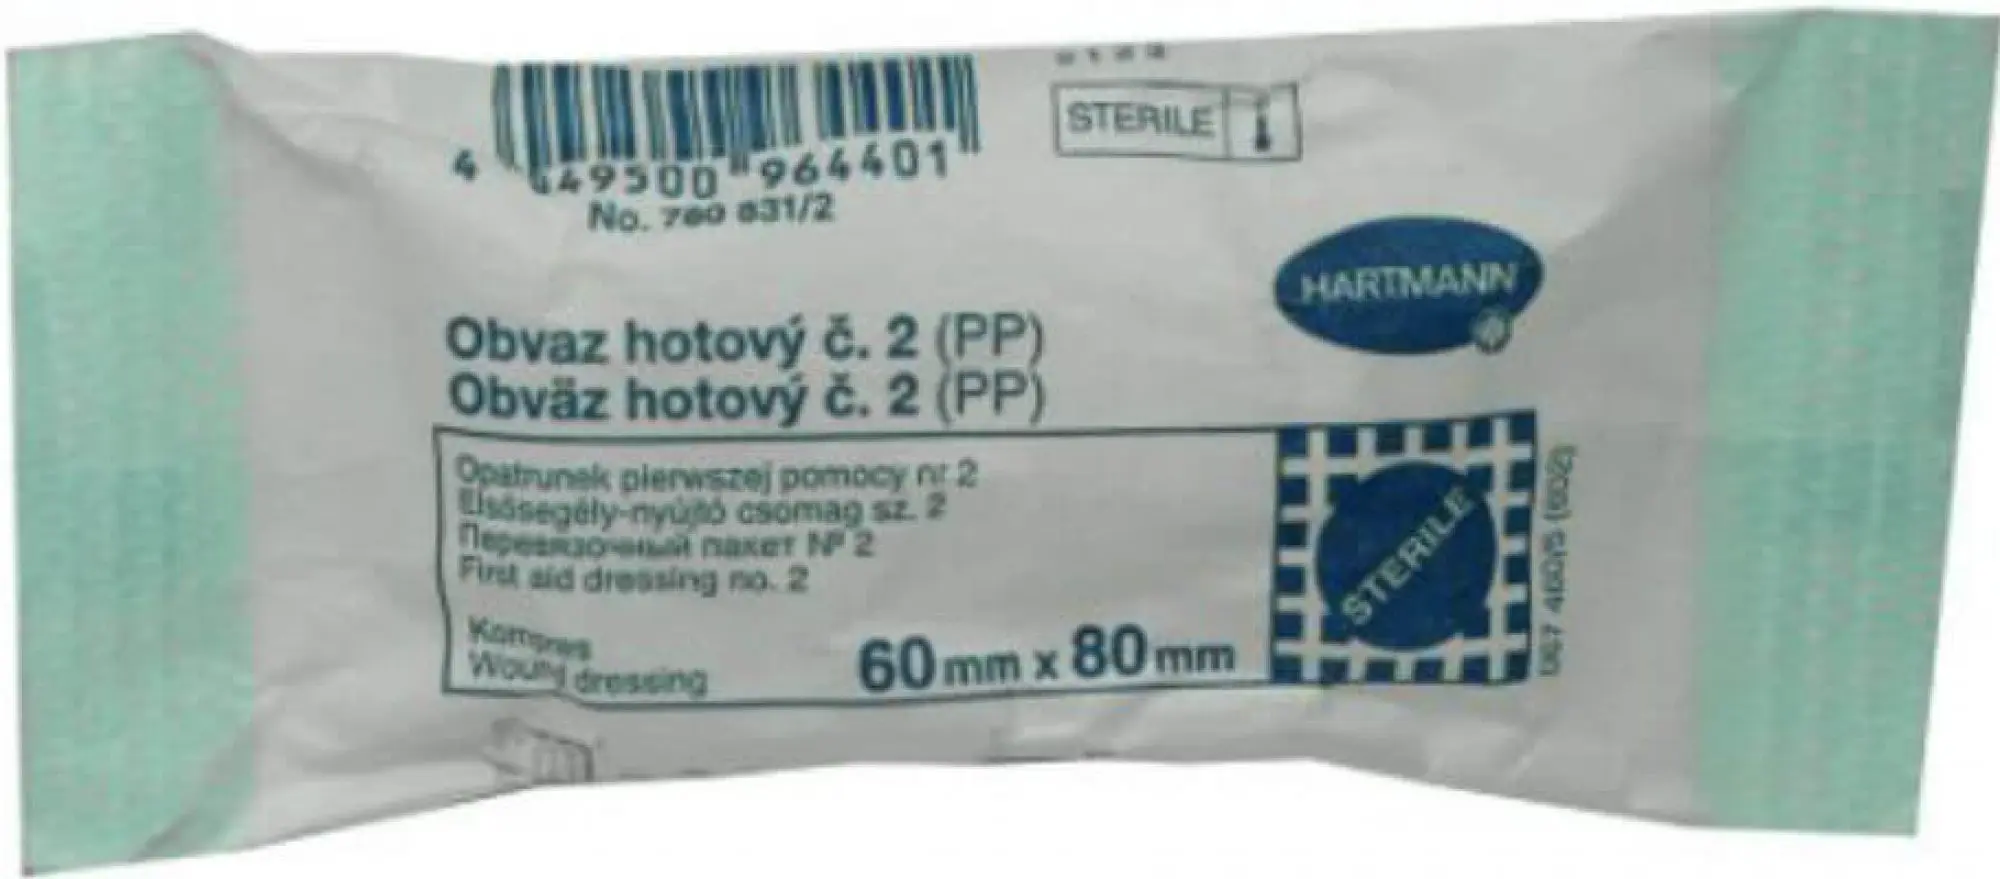 STERILE
4 449500 964401
No. 760 831/2
HARTMANN
Obvaz hotový č. 2 (PP)
Obväz hotový č. 2 (PP)
Opatrunek pierwszej pomocy nr 2
Elsősegély-nyújtó csomag sz. 2
Перевязочный пакет № 2
First aid dressing no. 2
Kompres
Wound dressing
60 mm x 80 mm
STERILE